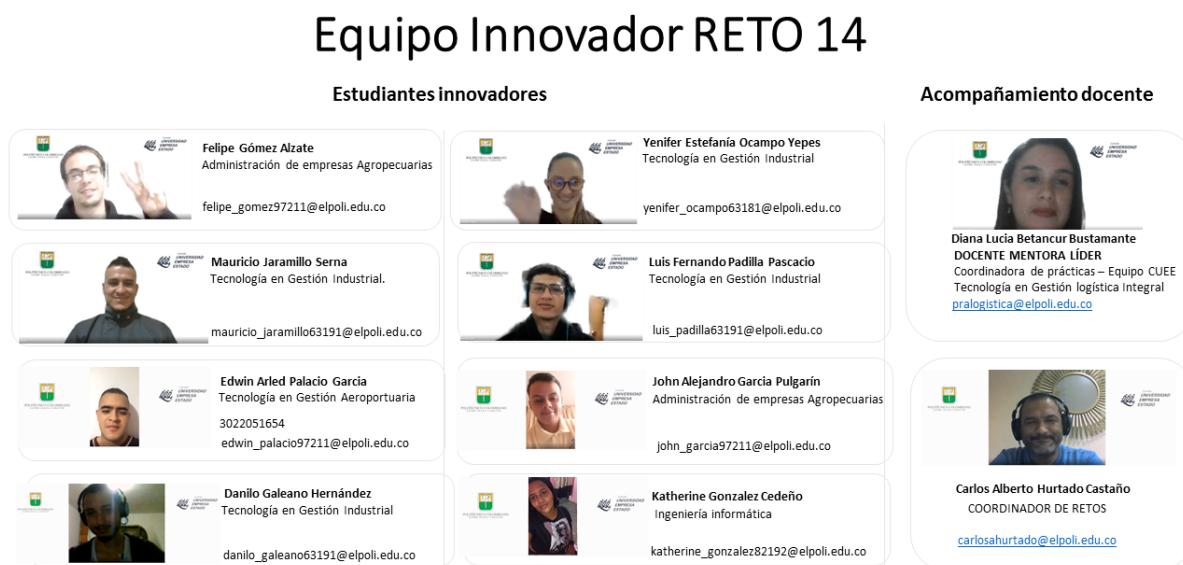 Equipo Innovador RETO 14
Estudiantes innovadores
Acompañamiento docente
Felipe Gómez Alzate
Administración de empresas Agropecuarias
felipe_gomez97211@elpoli.edu.co
Yenifer Estefanía Ocampo Yepes
Tecnología en Gestión Industrial
yenifer_ocampo63181@elpoli.edu.co
Mauricio Jaramillo Serna
Tecnología en Gestión Industrial.
mauricio_jaramillo63191@elpoli.edu.co
Luis Fernando Padilla Pascacio
Tecnología en Gestión Industrial
luis_padilla63191@elpoli.edu.co
Edwin Arled Palacio Garcia
Tecnología en Gestión Aeroportuaria
3022051654
edwin_palacio97211@elpoli.edu.co
John Alejandro Garcia Pulgarín
Administración de empresas Agropecuarias
john_garcia97211@elpoli.edu.co
Danilo Galeano Hernández
Tecnología en Gestión Industrial
danilo_galeano63191@elpoli.edu.co
Katherine Gonzalez Cedeño
Ingeniería informática
katherine_gonzalez82192@elpoli.edu.co
Diana Lucia Betancur Bustamante
DOCENTE MENTORA LÍDER
Coordinadora de prácticas – Equipo CUEE
Tecnología en Gestión logística Integral
pralogistica@elpoli.edu.co
Carlos Alberto Hurtado Castaño
COORDINADOR DE RETOS
carlosahurtado@elpoli.edu.co
UNIVERSIDAD
EMPRESA
ESTADO